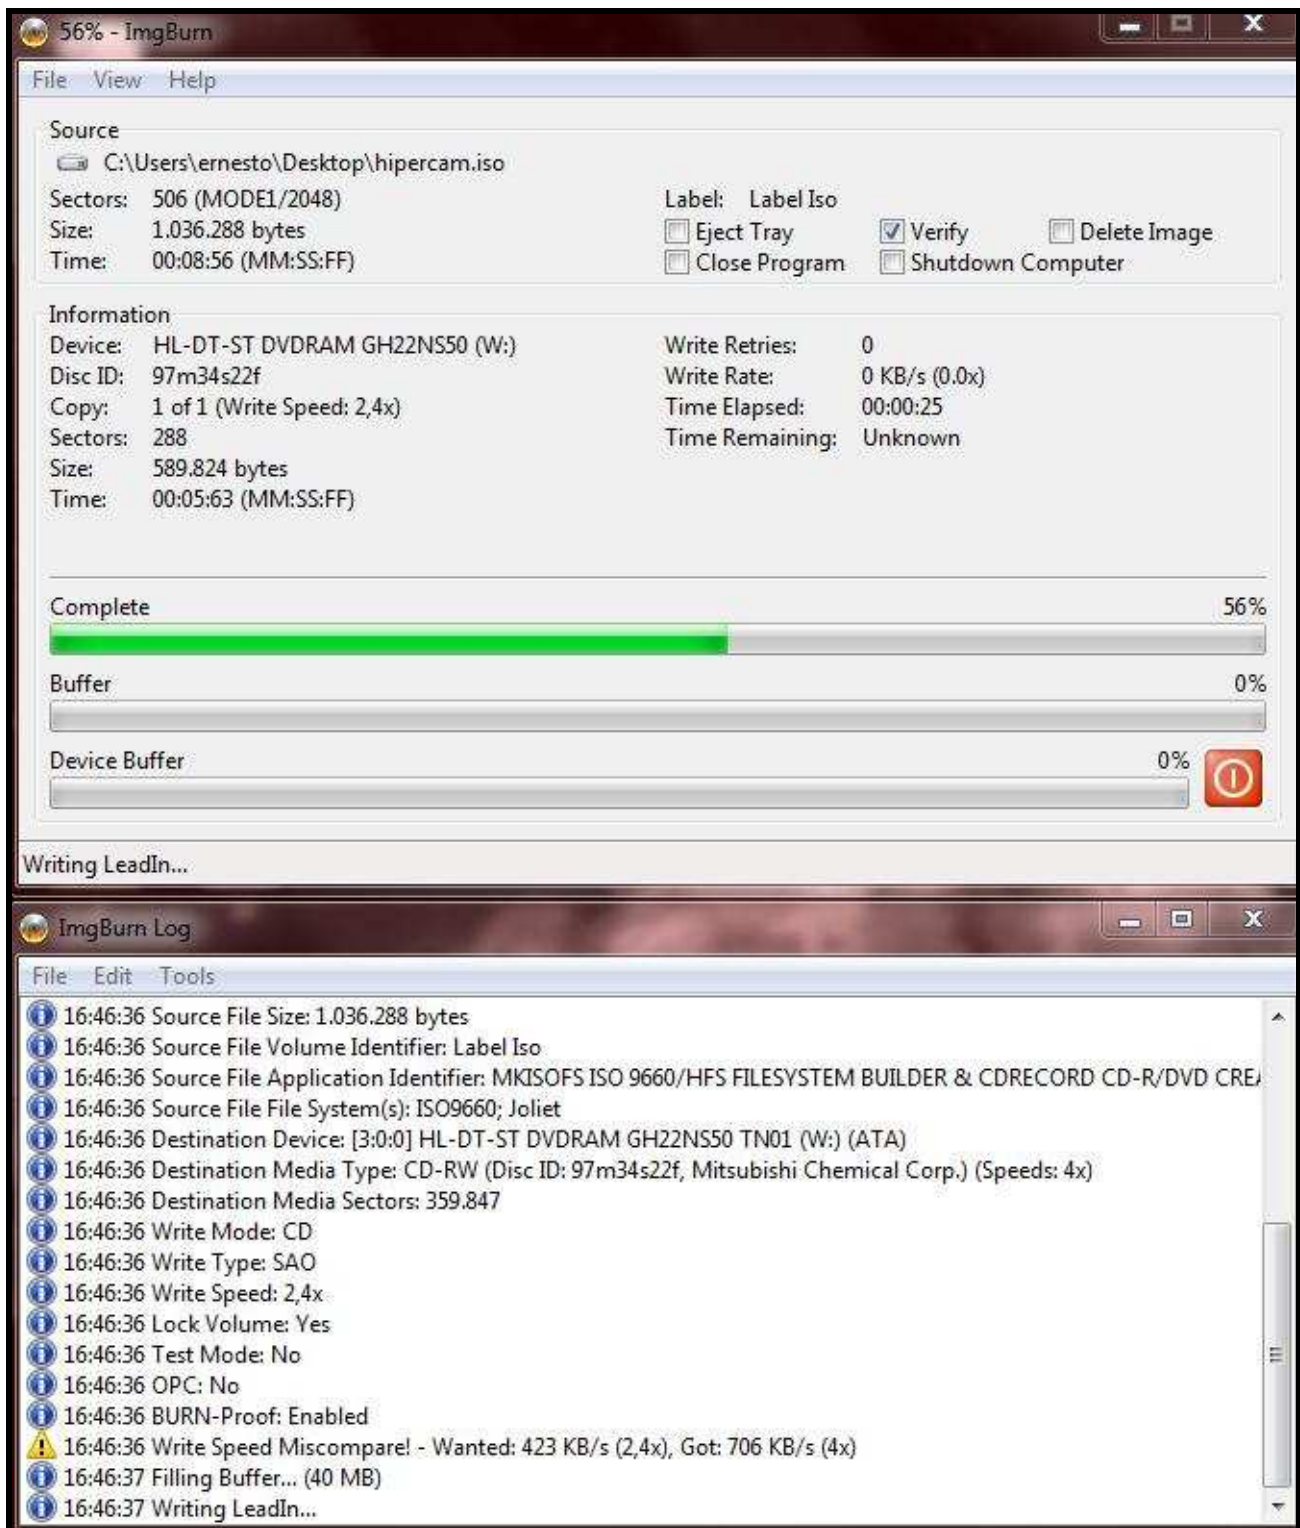 56% - ImgBurn
File View Help
Source
C:\Users\ernesto\Desktop\hipercam.iso
Sectors: 506 (MODE1/2048) Label: Label Iso
Size: 1.036.288 bytes Eject Tray Verify Delete Image
Time: 00:08:56 (MM:SS:FF) Close Program Shutdown Computer
Information
Device: HL-DT-ST DVDRAM GH22NS50 (W:) Write Retries: 0
Disc ID: 97m34s22f Write Rate: 0 KB/s (0.0x)
Copy: 1 of 1 (Write Speed: 2,4x) Time Elapsed: 00:00:25
Sectors: 288 Time Remaining: Unknown
Size: 589.824 bytes
Time: 00:05:63 (MM:SS:FF)
Complete 56%
Buffer 0%
Device Buffer 0%
Writing LeadIn...
ImgBurn Log
File Edit Tools
16:46:36 Source File Size: 1.036.288 bytes
16:46:36 Source File Volume Identifier: Label Iso
16:46:36 Source File Application Identifier: MKISOFS ISO 9660/HFS FILESYSTEM BUILDER & CDRECORD CD-R/DVD CREA
16:46:36 Source File File System(s): ISO9660; Joliet
16:46:36 Destination Device: [3:0:0] HL-DT-ST DVDRAM GH22NS50 TN01 (W:) (ATA)
16:46:36 Destination Media Type: CD-RW (Disc ID: 97m34s22f, Mitsubishi Chemical Corp.) (Speeds: 4x)
16:46:36 Destination Media Sectors: 359.847
16:46:36 Write Mode: CD
16:46:36 Write Type: SAO
16:46:36 Write Speed: 2,4x
16:46:36 Lock Volume: Yes
16:46:36 Test Mode: No
16:46:36 OPC: No
16:46:36 BURN-Proof: Enabled
16:46:36 Write Speed Miscompare! - Wanted: 423 KB/s (2,4x), Got: 706 KB/s (4x)
16:46:37 Filling Buffer... (40 MB)
16:46:37 Writing LeadIn...